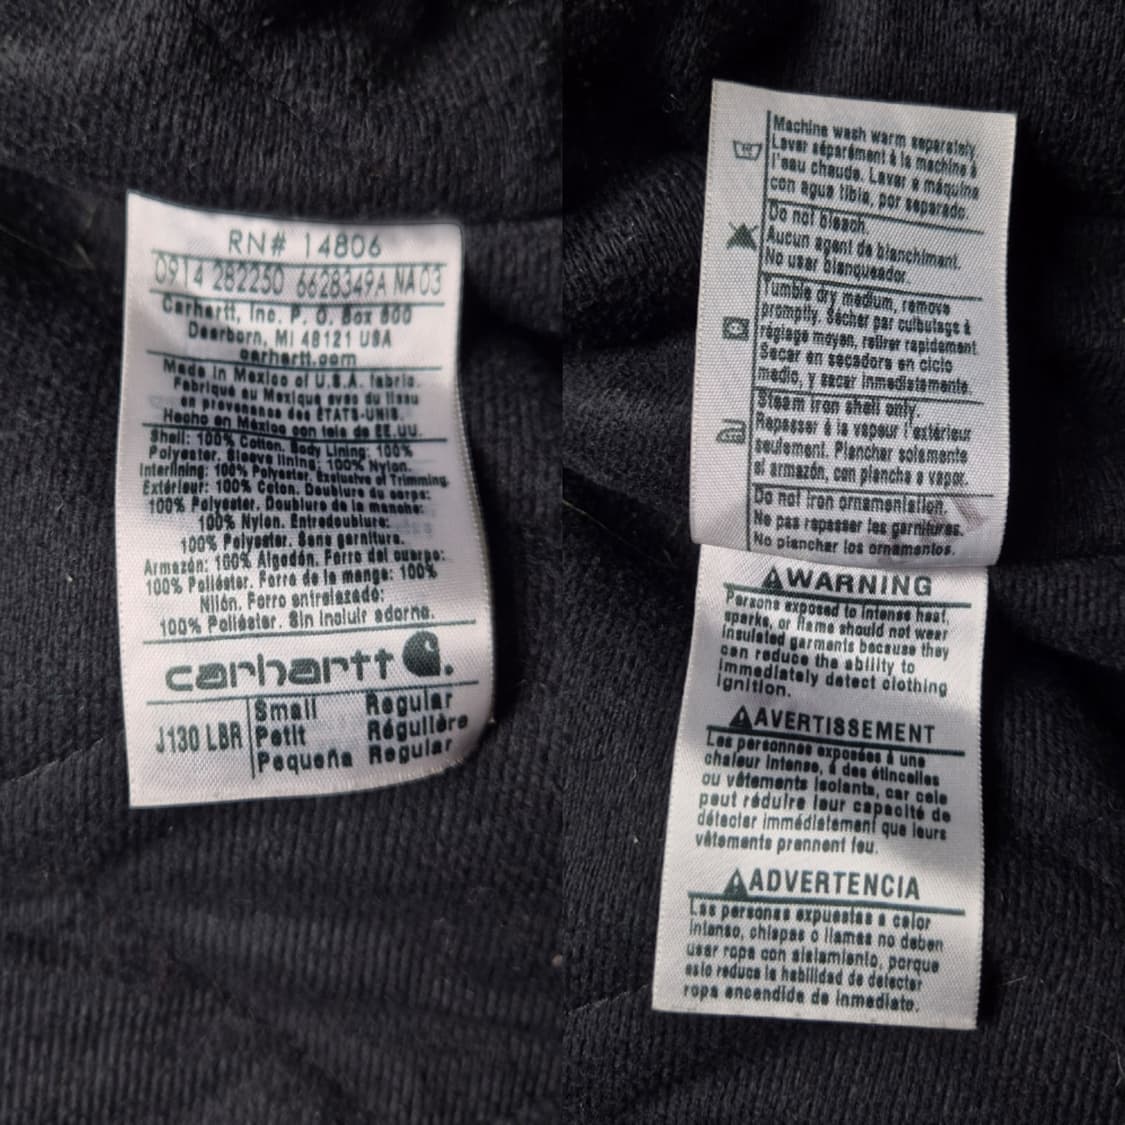 RN# 14806
0914 282250 6628349A NA 03
Carhartt, Inc. P. O. Box 600
Dearborn, MI 48121 USA
carhartt.com
Made in Mexico of U.S.A. fabric.
Fabriqué au Mexique avec du tissu
en provenance des ÉTATS-UNIS.
Hecho en México con tela de EE.UU.
Shell: 100% Cotton. Body Lining: 100%
Polyester. Sleeve lining: 100% Nylon.
Interlining: 100% Polyester. Exclusive of Trimming.
Extérieur: 100% Coton. Doublure du corps:
100% Polyester. Doublure de la manche:
100% Nylon. Entredoublure:
100% Polyester. Sans garniture.
Armazón: 100% Algodón. Forro del cuerpo:
100% Poliéster. Forro de la manga: 100%
Nilón. Forro entrelazado:
100% Poliéster. Sin incluir adorno.
carhartt
J130 LBR
Small Regular
Petit Régulière
Pequeña Regular
Machine wash warm separately.
Laver séparément à la machine à
l'eau chaude. Lavar a máquina
con agua tibia, por separado.
Do not bleach.
Aucun agent de blanchiment.
No usar blanqueador.
Tumble dry medium, remove
promptly. Sécher par culbutage à
réglage moyen, retirer rapidement.
Secar en secadora en ciclo
medio, y sacar inmediatamente.
Steam iron shell only.
Repasser à la vapeur l'extérieur
seulement. Planchar solamente
el armazón, con plancha a vapor.
Do not iron ornamentation.
Ne pas repasser les garnitures.
No planchar los ornamentos.
WARNING
Persons exposed to intense heat,
sparks, or flame should not wear
insulated garments because they
can reduce the ability to
immediately detect clothing
ignition.
AVERTISSEMENT
Les personnes exposées à une
chaleur intense, à des étincelles
ou vêtements isolants, car cela
peut réduire leur capacité de
détecter immédiatement que leurs
vêtements prennent feu.
ADVERTENCIA
Las personas expuestas a calor
intenso, chispas o llamas no deben
usar ropa con aislamiento, porque
esto reduce la habilidad de detectar
ropa encendida de inmediato.